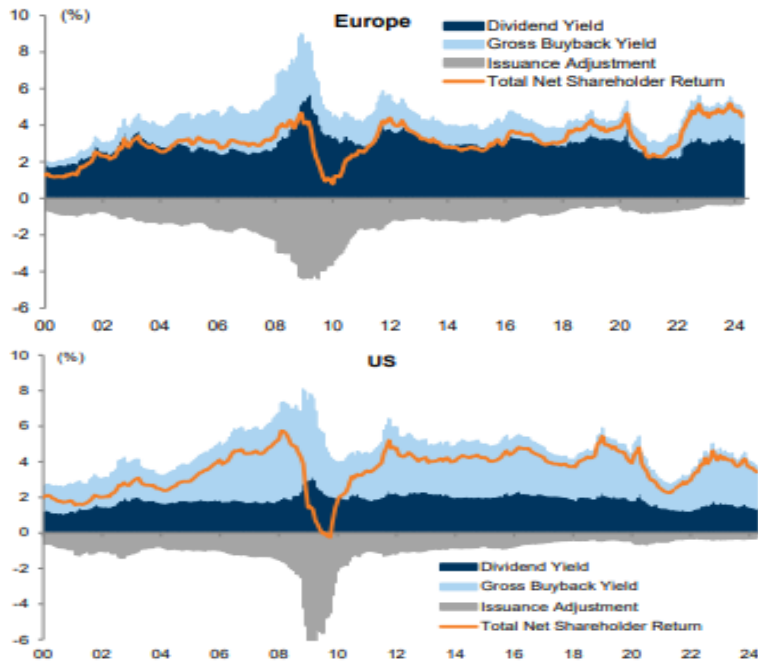 (%)
Europe
Dividend Yield
Gross Buyback Yield
Issuance Adjustment
Total Net Shareholder Return
10
8
6
4
2
0
-2
-4
-6
00 02 04 06 08 10 12 14 16 18 20 22 24
(%)
US
10
8
6
4
2
0
-2
-4
-6
Dividend Yield
Gross Buyback Yield
Issuance Adjustment
Total Net Shareholder Return
00 02 04 06 08 10 12 14 16 18 20 22 24